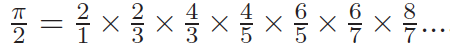 π/2 = 2/1 × 2/3 × 4/3 × 4/5 × 6/5 × 6/7 × 8/7 ...